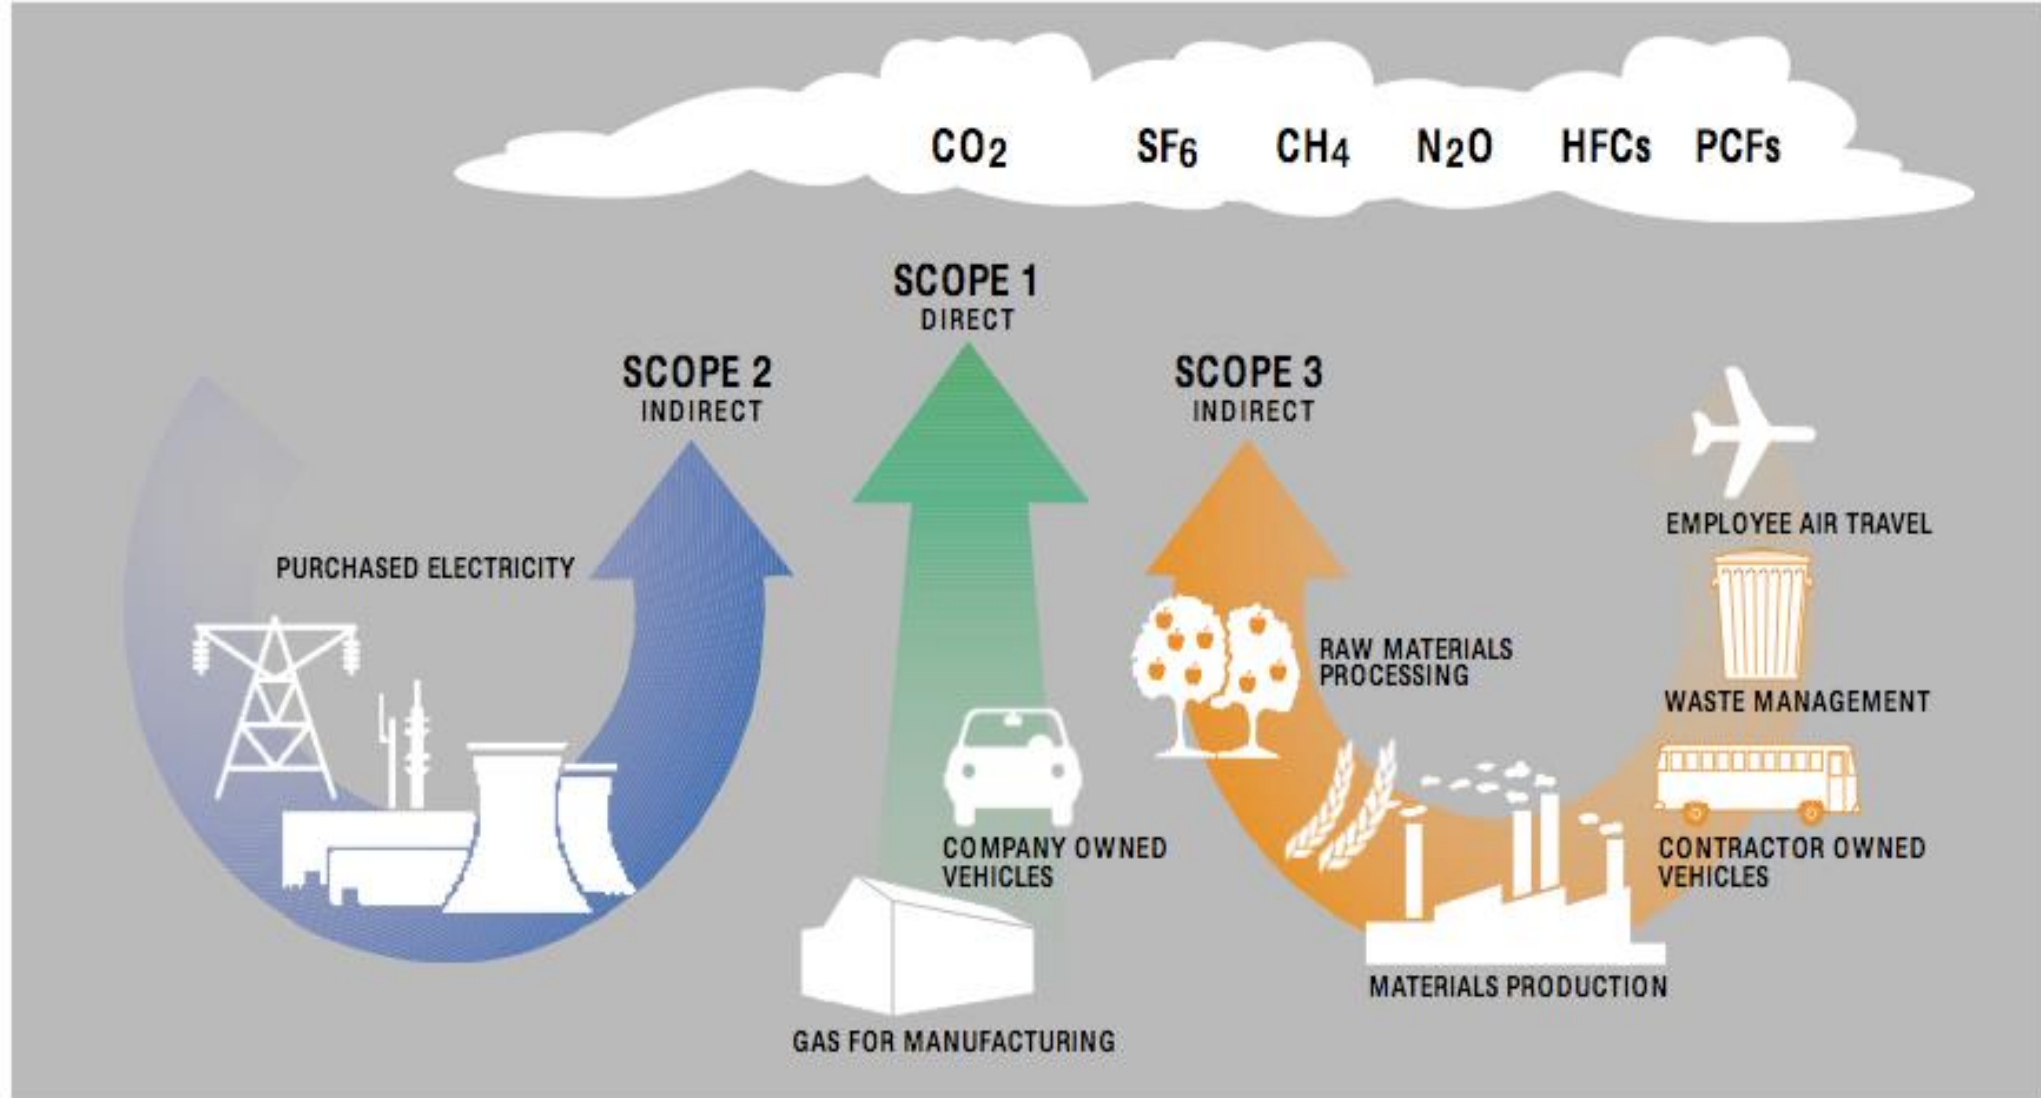 CO2 SF6 CH4 N2O HFCs PCFs
SCOPE 1
DIRECT
SCOPE 2
INDIRECT
SCOPE 3
INDIRECT
PURCHASED ELECTRICITY
COMPANY OWNED
VEHICLES
GAS FOR MANUFACTURING
RAW MATERIALS
PROCESSING
MATERIALS PRODUCTION
EMPLOYEE AIR TRAVEL
WASTE MANAGEMENT
CONTRACTOR OWNED
VEHICLES